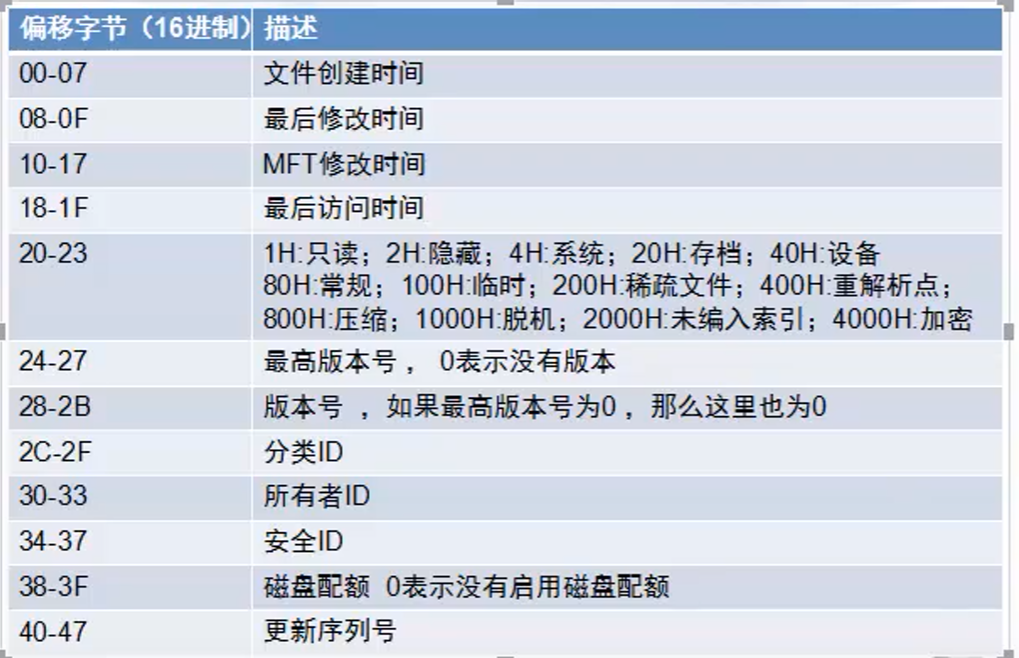 偏移字节（16进制） 描述
00-07 文件创建时间
08-0F 最后修改时间
10-17 MFT修改时间
18-1F 最后访问时间
20-23 1H:只读；2H:隐藏；4H:系统；20H:存档；40H:设备
80H:常规；100H:临时；200H:稀疏文件；400H:重解析点；
800H:压缩；1000H:脱机；2000H:未编入索引；4000H:加密
24-27 最高版本号 ， 0表示没有版本
28-2B 版本号 ，如果最高版本号为0 ，那么这里也为0
2C-2F 分类ID
30-33 所有者ID
34-37 安全ID
38-3F 磁盘配额 0表示没有启用磁盘配额
40-47 更新序列号